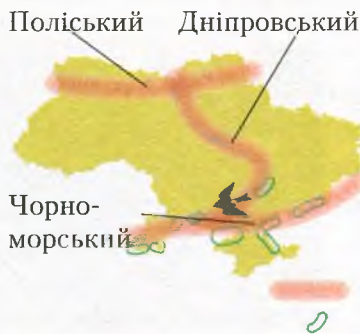 Поліський Дніпровський
Чорно-
морський